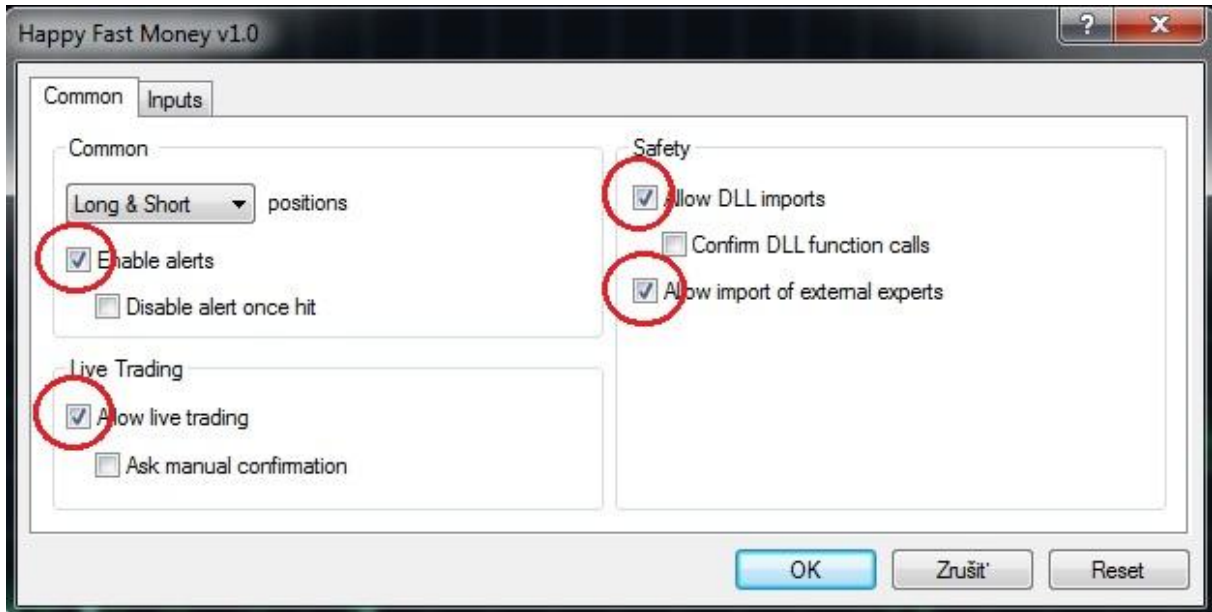 Happy Fast Money v1.0
Common
Inputs
Common
Long & Short positions
Enable alerts
Disable alert once hit
Live Trading
Allow live trading
Ask manual confirmation
Safety
Allow DLL imports
Confirm DLL function calls
Allow import of external experts
OK
Zrušiť
Reset